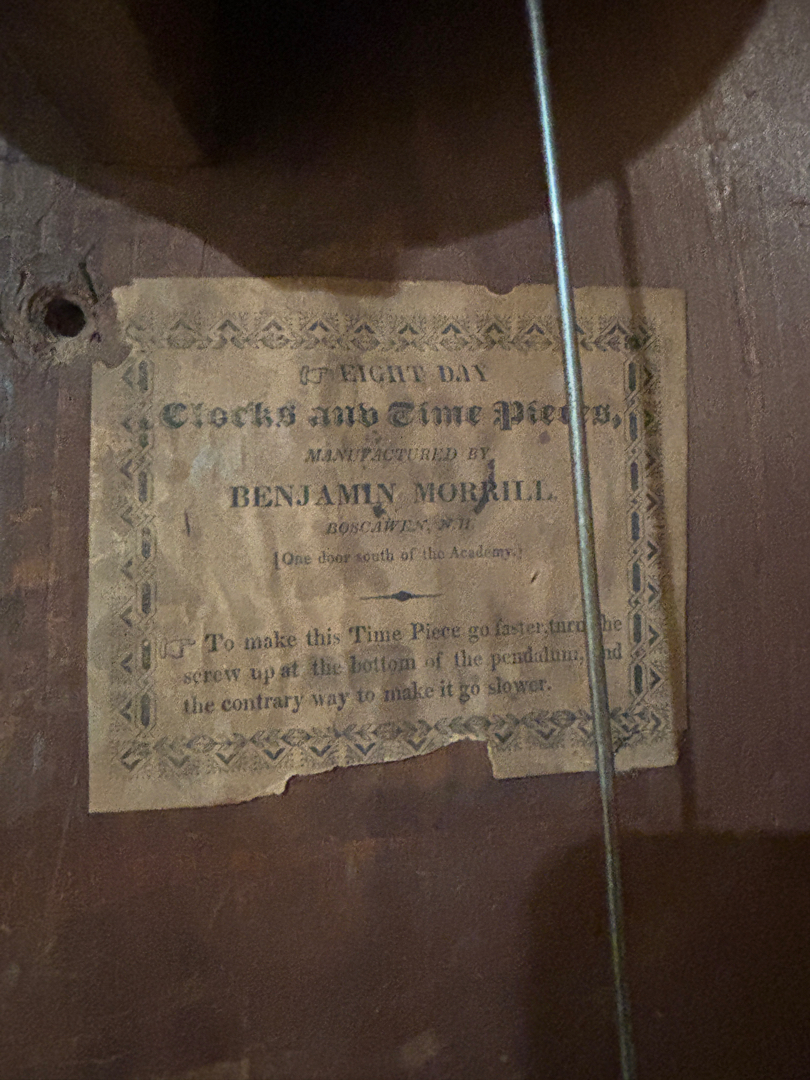 ☞ EIGHT DAY
Clocks and Time Pieces,
MANUFACTURED BY
BENJAMIN MORRILL,
BOSCAWEN, N.H.
[One door south of the Academy.]
☞ To make this Time Piece go faster, turn the
screw up at the bottom of the pendalum, and
the contrary way to make it go slower.